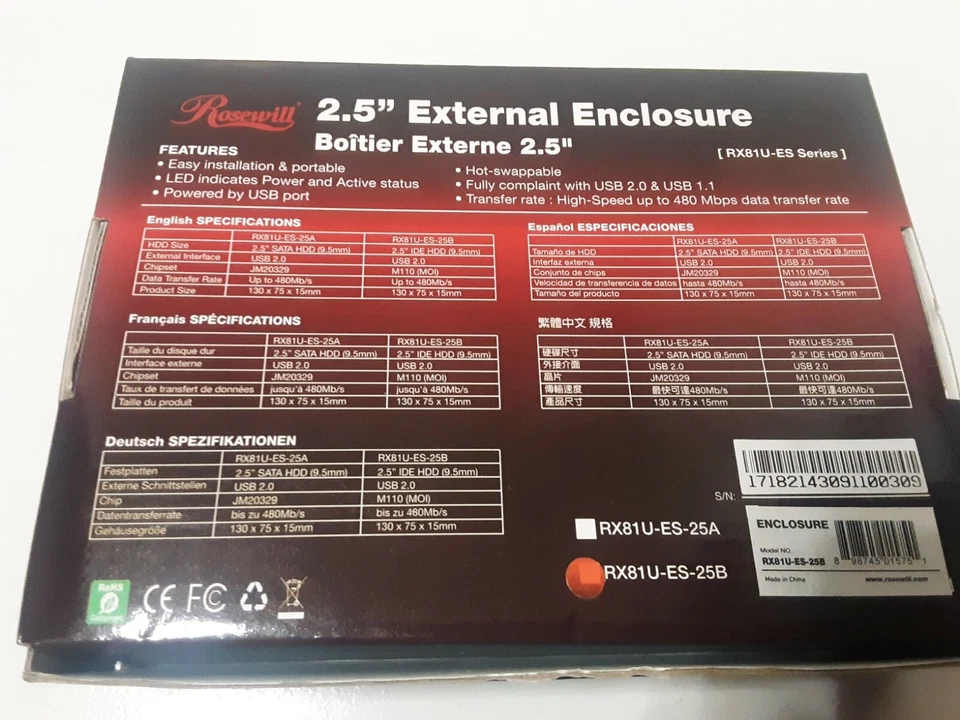 Rosewill
2.5” External Enclosure
Boîtier Externe 2.5"
[ RX81U-ES Series ]
FEATURES
• Easy installation & portable
• LED indicates Power and Active status
• Powered by USB port
• Hot-swappable
• Fully complaint with USB 2.0 & USB 1.1
• Transfer rate : High-Speed up to 480 Mbps data transfer rate
English SPECIFICATIONS
RX81U-ES-25A RX81U-ES-25B
HDD Size 2.5" SATA HDD (9.5mm) 2.5" IDE HDD (9.5mm)
External Interface USB 2.0 USB 2.0
Chipset JM20329 M110 (MOI)
Data Transfer Rate Up to 480Mb/s Up to 480Mb/s
Product Size 130 x 75 x 15mm 130 x 75 x 15mm
Español ESPECIFICACIONES
RX81U-ES-25A RX81U-ES-25B
Tamaño de HDD 2.5" SATA HDD (9.5mm) 2.5" IDE HDD (9.5mm)
Interfaz externa USB 2.0 USB 2.0
Conjunto de chips JM20329 M110 (MOI)
Velocidad de transferencia de datos hasta 480Mb/s hasta 480Mb/s
Tamaño del producto 130 x 75 x 15mm 130 x 75 x 15mm
Français SPÉCIFICATIONS
RX81U-ES-25A RX81U-ES-25B
Taille du disque dur 2.5" SATA HDD (9.5mm) 2.5" IDE HDD (9.5mm)
Interface externe USB 2.0 USB 2.0
Chipset JM20329 M110 (MOI)
Taux de transfert de données jusqu'à 480Mb/s jusqu'à 480Mb/s
Taille du produit 130 x 75 x 15mm 130 x 75 x 15mm
繁體中文 規格
RX81U-ES-25A RX81U-ES-25B
硬碟尺寸 2.5" SATA HDD (9.5mm) 2.5" IDE HDD (9.5mm)
外接介面 USB 2.0 USB 2.0
晶片 JM20329 M110 (MOI)
傳輸速度 最快可達480Mb/s 最快可達480Mb/s
產品尺寸 130 x 75 x 15mm 130 x 75 x 15mm
Deutsch SPEZIFIKATIONEN
RX81U-ES-25A RX81U-ES-25B
Festplatten 2.5" SATA HDD (9.5mm) 2.5" IDE HDD (9.5mm)
Externe Schnittstellen USB 2.0 USB 2.0
Chip JM20329 M110 (MOI)
Datentransferrate bis zu 480Mb/s bis zu 480Mb/s
Gehäusegröße 130 x 75 x 15mm 130 x 75 x 15mm
S/N:
17182143091100309
RX81U-ES-25A
RX81U-ES-25B
ENCLOSURE
Model NO.
RX81U-ES-25B
8 98745 01575 1
Made in China
www.rosewill.com
RoHS
Compliant
CE FC